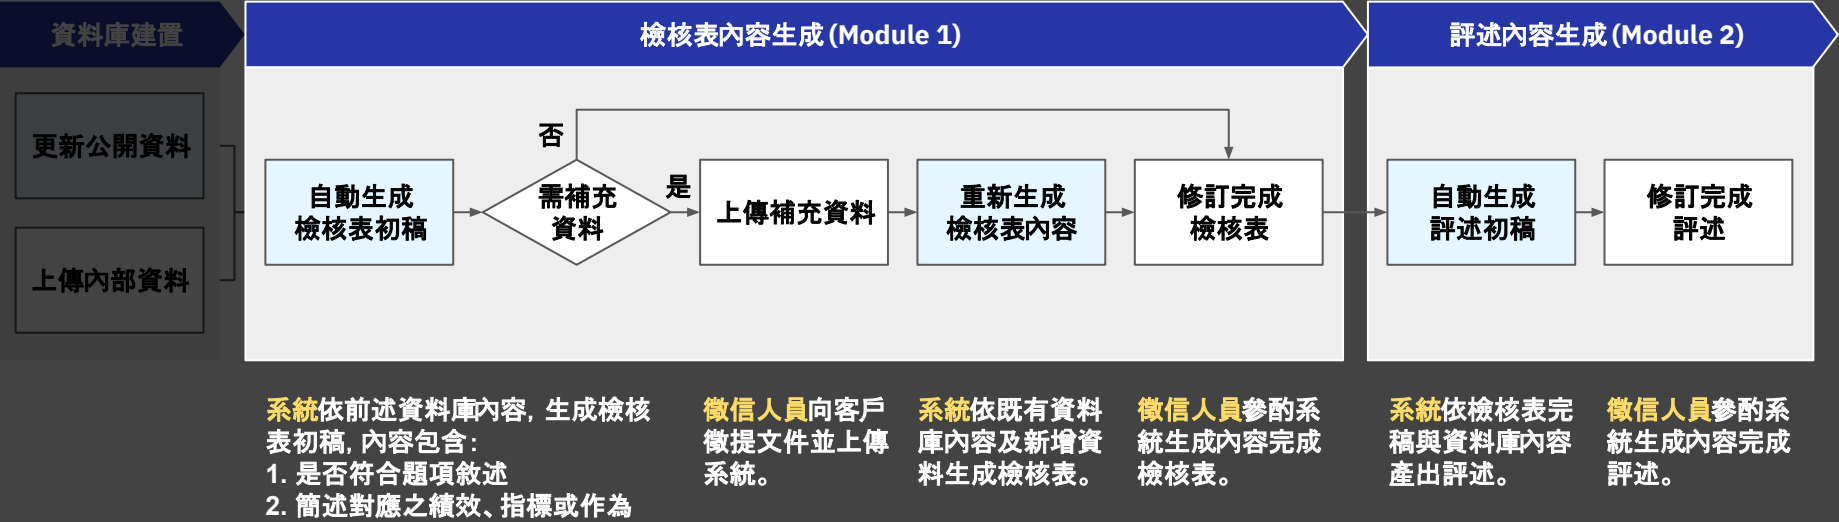 資料庫建置
檢核表內容生成 (Module 1)
評述內容生成 (Module 2)
更新公開資料
上傳內部資料
自動生成
檢核表初稿
需補充
資料
否
是
上傳補充資料
重新生成
檢核表內容
修訂完成
檢核表
自動生成
評述初稿
修訂完成
評述
系統依前述資料庫內容, 生成檢核
表初稿, 內容包含:
1. 是否符合題項敘述
2. 簡述對應之績效、指標或作為
徵信人員向客戶
徵提文件並上傳
系統。
系統依既有資料
庫內容及新增資
料生成檢核表。
徵信人員參酌系
統生成內容完成
檢核表。
系統依檢核表完
稿與資料庫內容
產出評述。
徵信人員參酌系
統生成內容完成
評述。